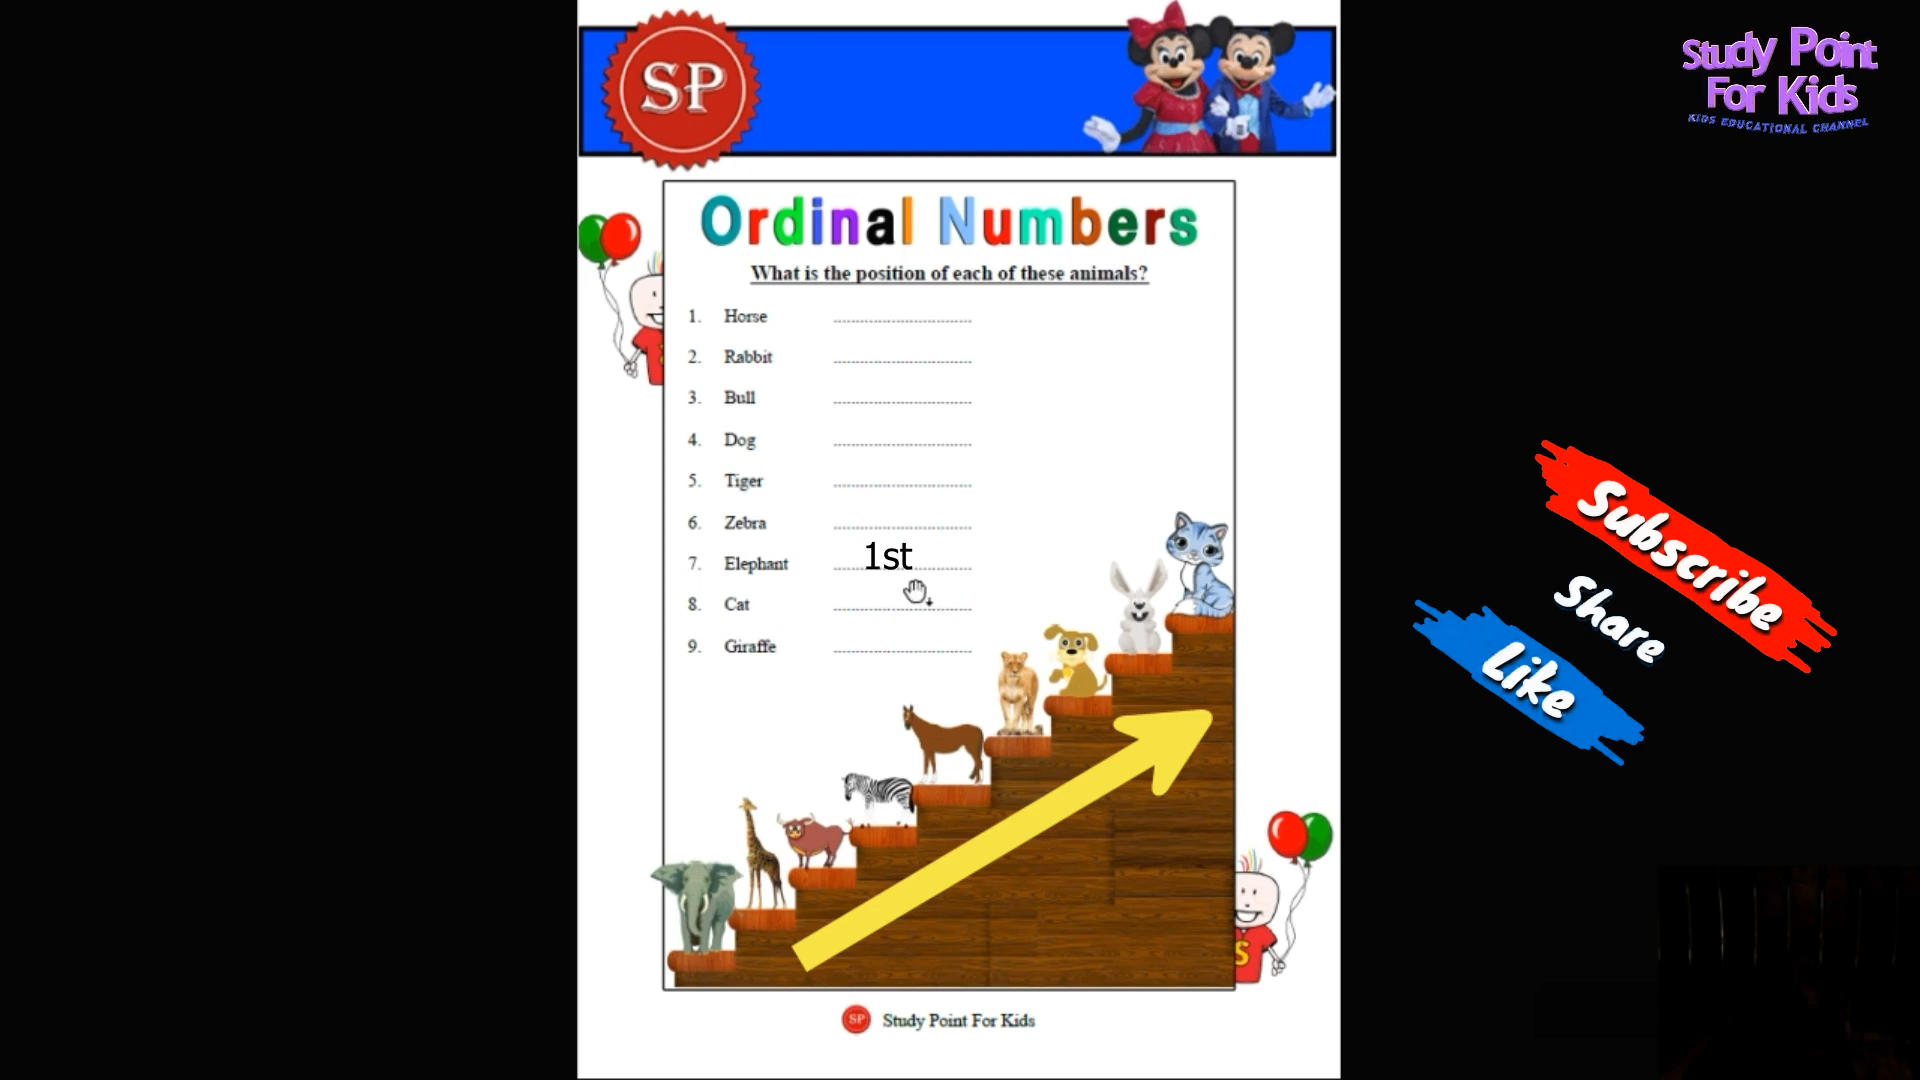 SP
Study Point
For Kids
KIDS EDUCATIONAL CHANNEL
Ordinal Numbers
What is the position of each of these animals?
1. Horse
2. Rabbit
3. Bull
4. Dog
5. Tiger
6. Zebra
7. Elephant 1st
8. Cat
9. Giraffe
Subscribe
Share
Like
S
SP Study Point For Kids